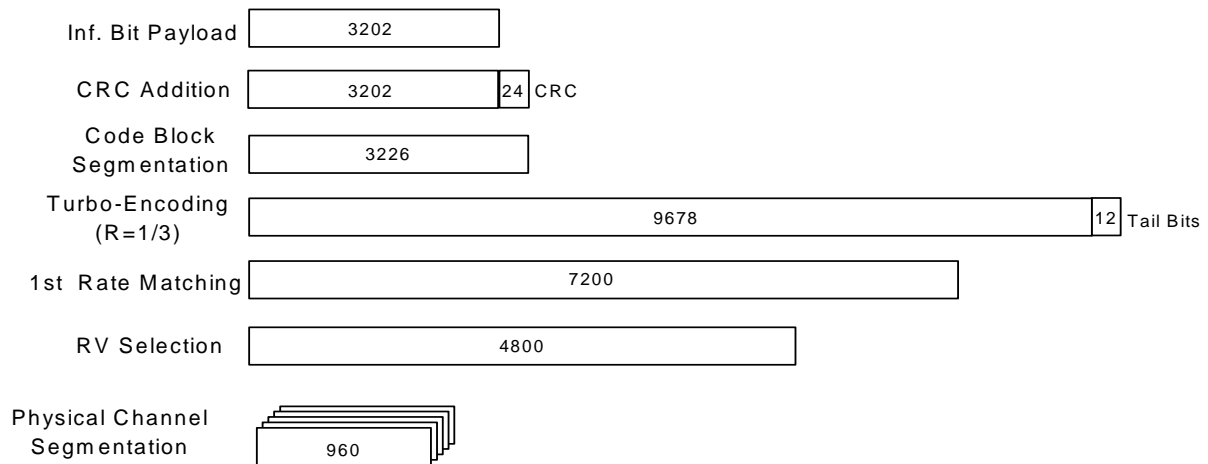 Inf. Bit Payload 3202
CRC Addition 3202 24 CRC
Code Block
Segmentation 3226
Turbo-Encoding
(R=1/3) 9678 12 Tail Bits
1st Rate Matching 7200
RV Selection 4800
Physical Channel
Segmentation 960